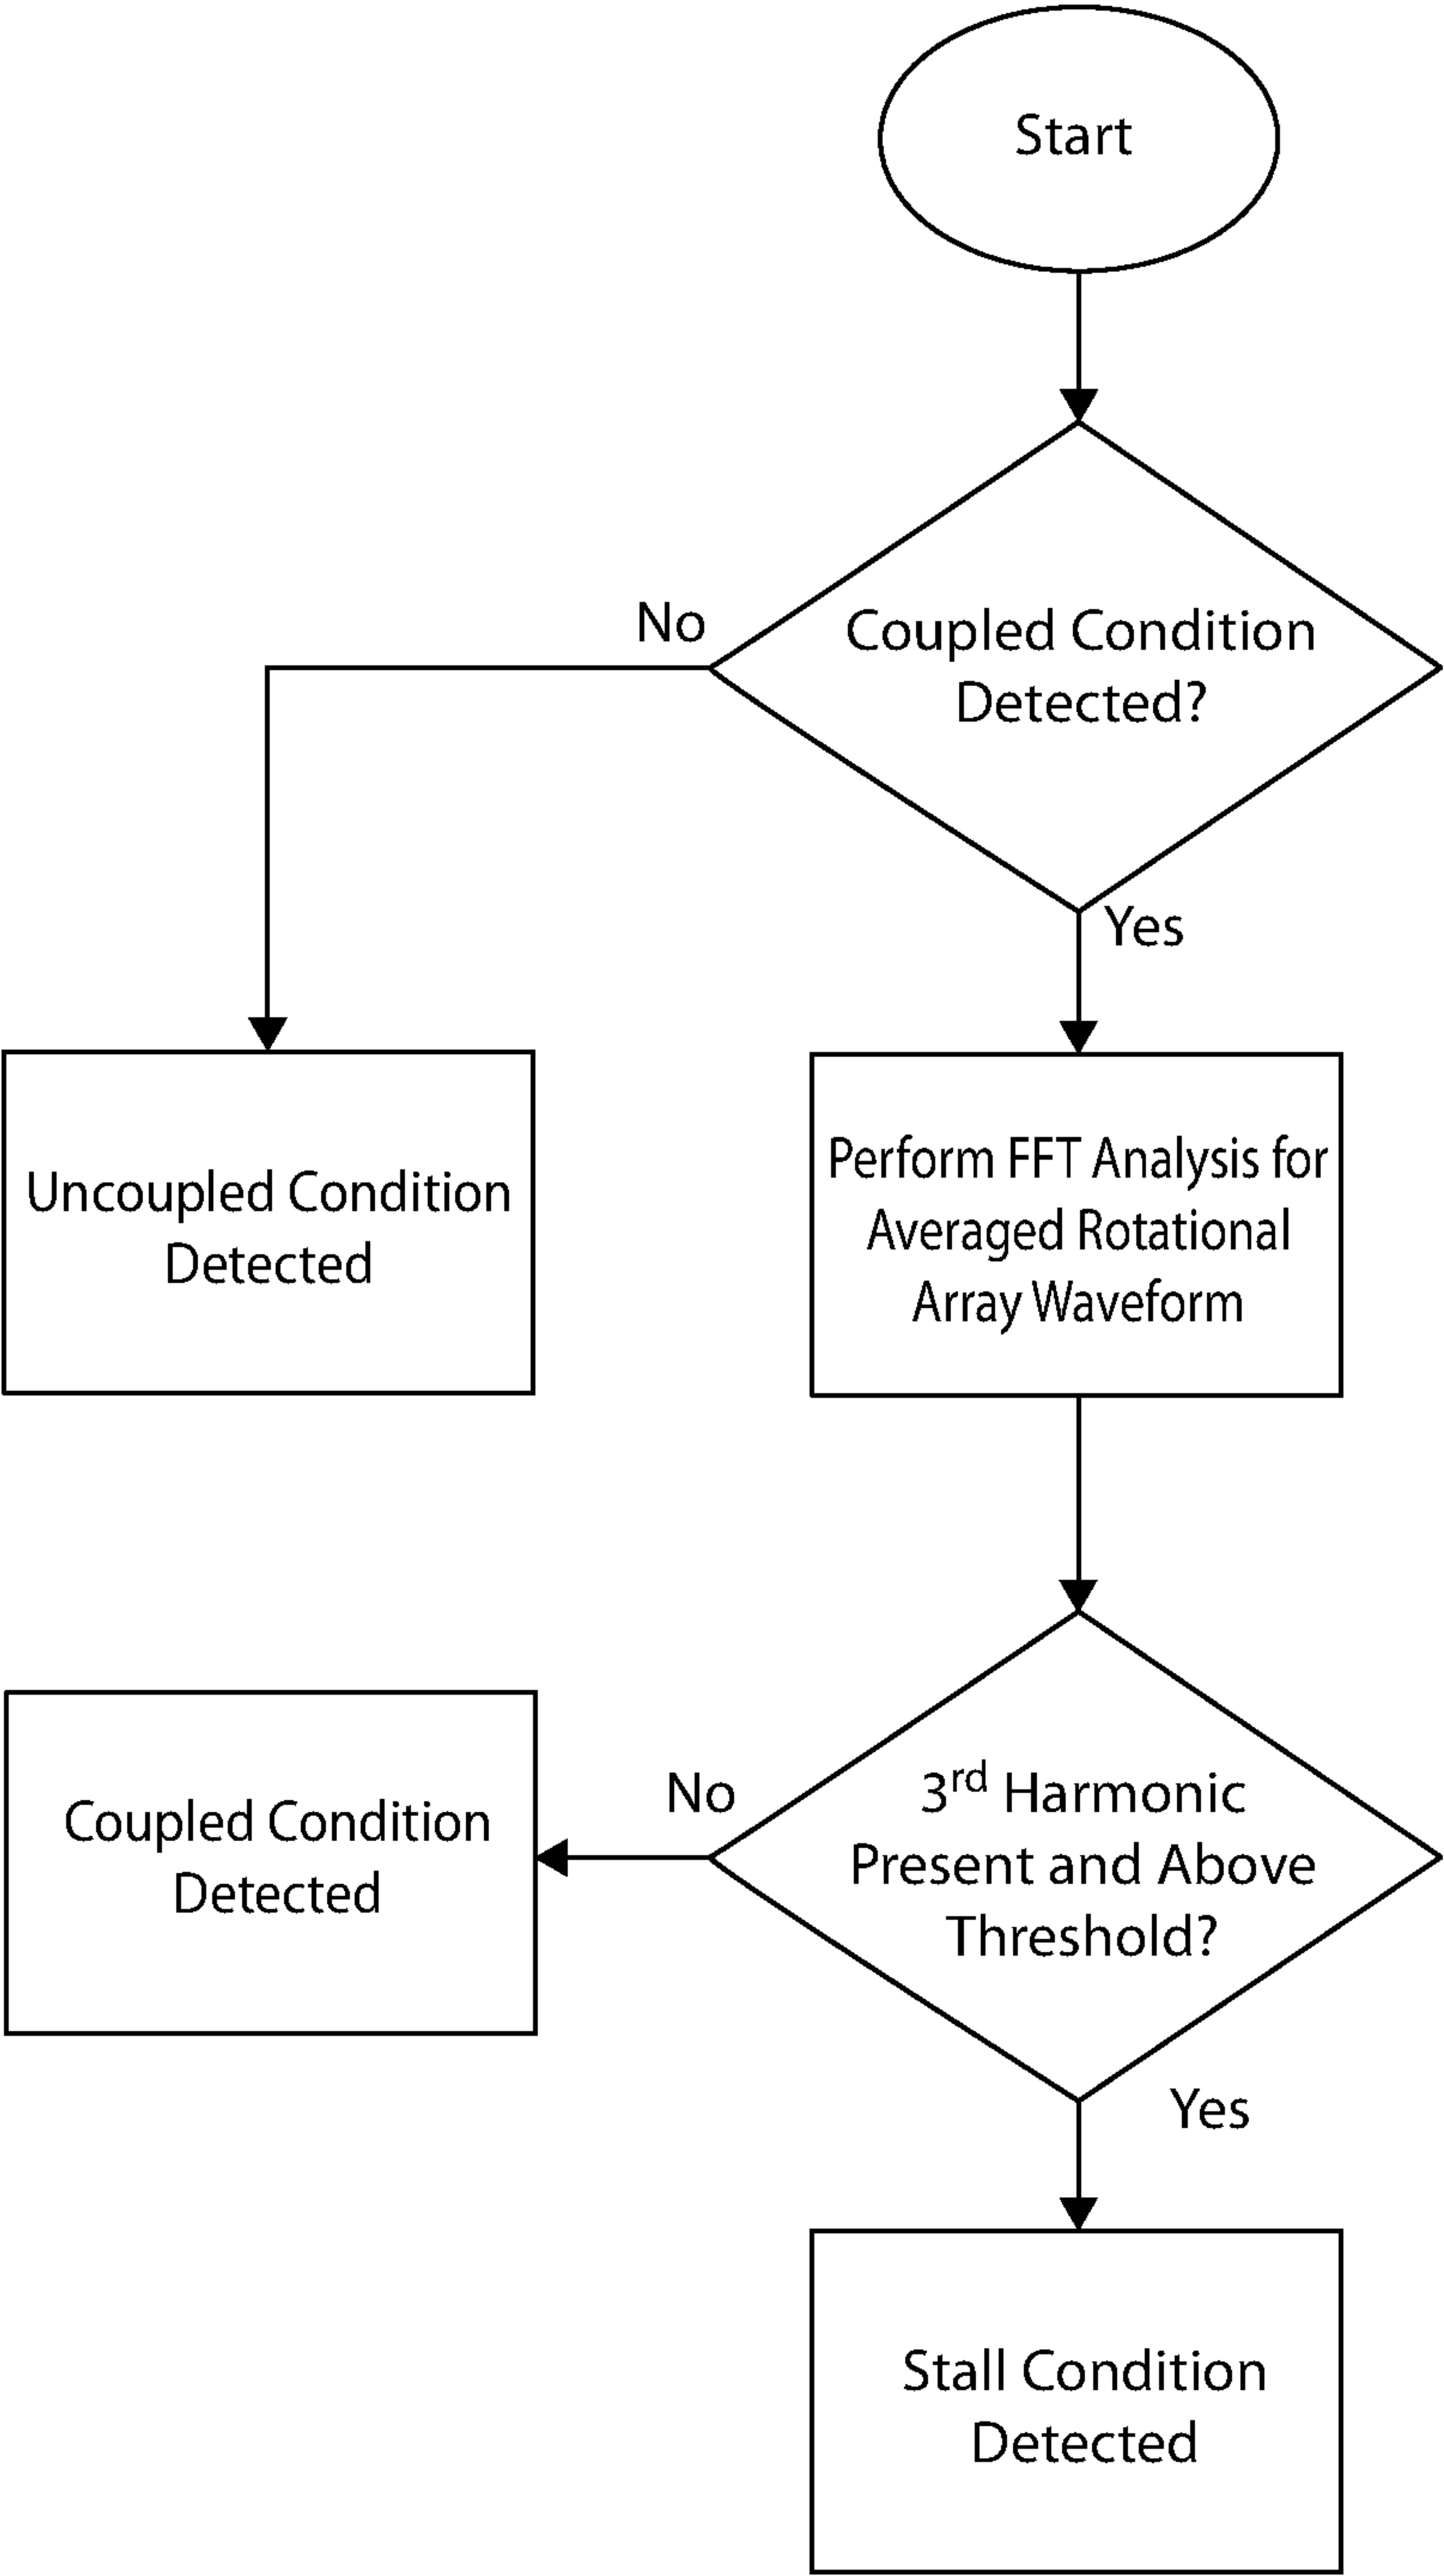 Start
Coupled Condition
Detected?
No
Yes
Uncoupled Condition
Detected
Perform FFT Analysis for
Averaged Rotational
Array Waveform
3rd Harmonic
Present and Above
Threshold?
No
Coupled Condition
Detected
Yes
Stall Condition
Detected